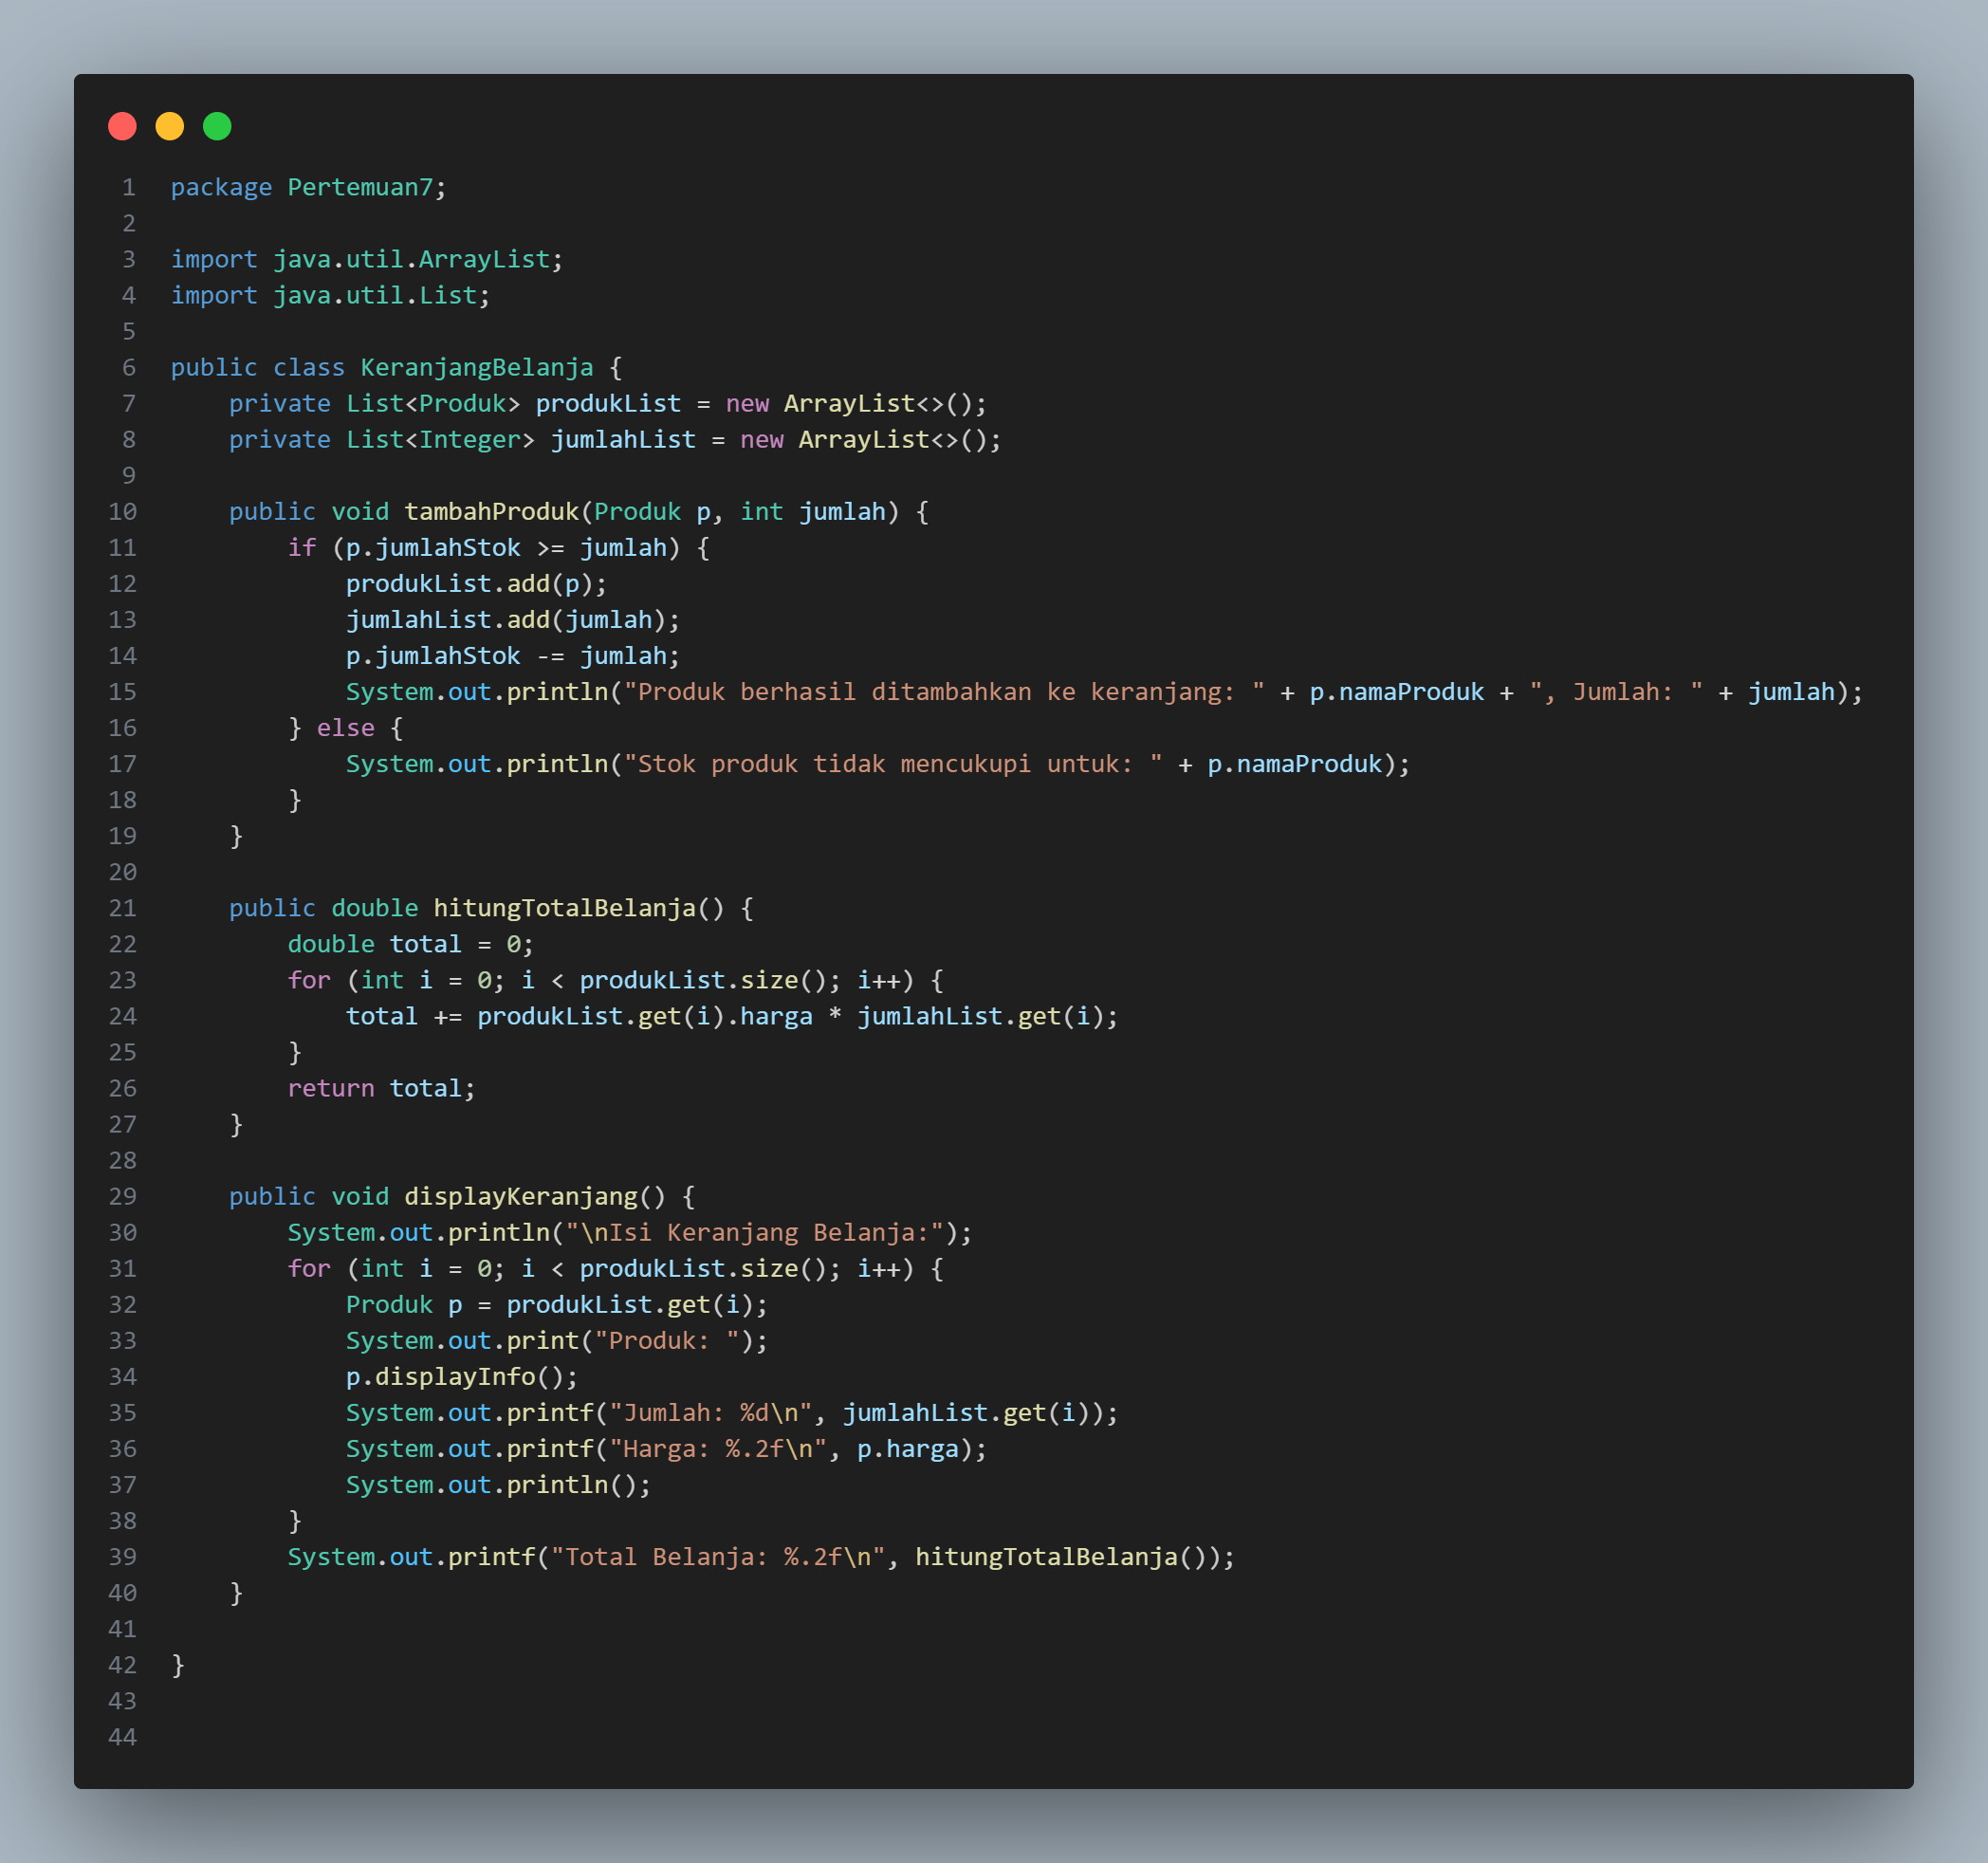 1 package Pertemuan7;
2
3 import java.util.ArrayList;
4 import java.util.List;
5
6 public class KeranjangBelanja {
7     private List<Produk> produkList = new ArrayList<>();
8     private List<Integer> jumlahList = new ArrayList<>();
9
10     public void tambahProduk(Produk p, int jumlah) {
11         if (p.jumlahStok >= jumlah) {
12             produkList.add(p);
13             jumlahList.add(jumlah);
14             p.jumlahStok -= jumlah;
15             System.out.println("Produk berhasil ditambahkan ke keranjang: " + p.namaProduk + ", Jumlah: " + jumlah);
16         } else {
17             System.out.println("Stok produk tidak mencukupi untuk: " + p.namaProduk);
18         }
19     }
20
21     public double hitungTotalBelanja() {
22         double total = 0;
23         for (int i = 0; i < produkList.size(); i++) {
24             total += produkList.get(i).harga * jumlahList.get(i);
25         }
26         return total;
27     }
28
29     public void displayKeranjang() {
30         System.out.println("\nIsi Keranjang Belanja:");
31         for (int i = 0; i < produkList.size(); i++) {
32             Produk p = produkList.get(i);
33             System.out.print("Produk: ");
34             p.displayInfo();
35             System.out.printf("Jumlah: %d\n", jumlahList.get(i));
36             System.out.printf("Harga: %.2f\n", p.harga);
37             System.out.println();
38         }
39         System.out.printf("Total Belanja: %.2f\n", hitungTotalBelanja());
40     }
41
42 }
43
44